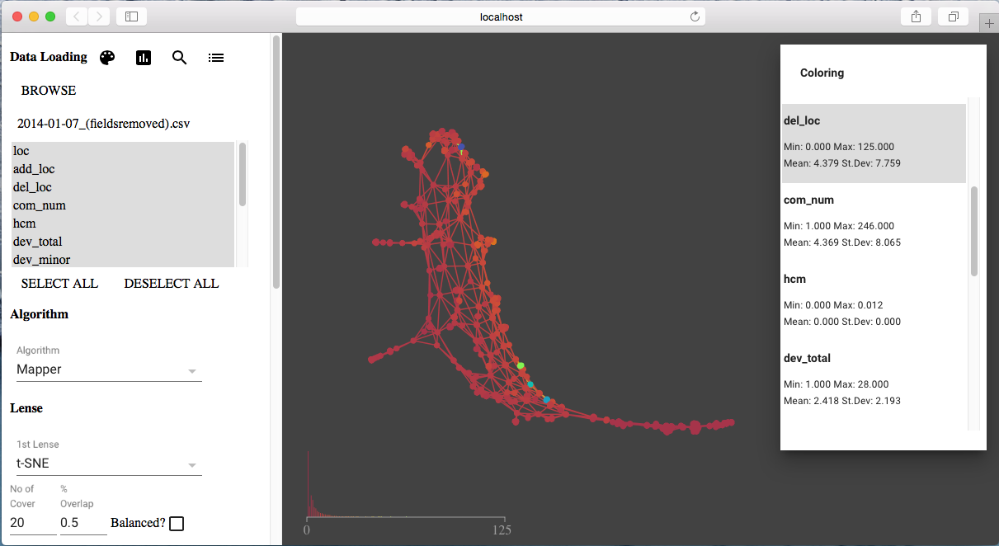 localhost
Data Loading
BROWSE
2014-01-07_(fieldsremoved).csv
loc
add_loc
del_loc
com_num
hcm
dev_total
dev_minor
SELECT ALL DESELECT ALL
Algorithm
Algorithm
Mapper
Lense
1st Lense
t-SNE
No of Cover
20
% Overlap
0.5
Balanced?
0 125
Coloring
del_loc
Min: 0.000 Max: 125.000
Mean: 4.379 St.Dev: 7.759
com_num
Min: 1.000 Max: 246.000
Mean: 4.369 St.Dev: 8.065
hcm
Min: 0.000 Max: 0.012
Mean: 0.000 St.Dev: 0.000
dev_total
Min: 1.000 Max: 28.000
Mean: 2.418 St.Dev: 2.193